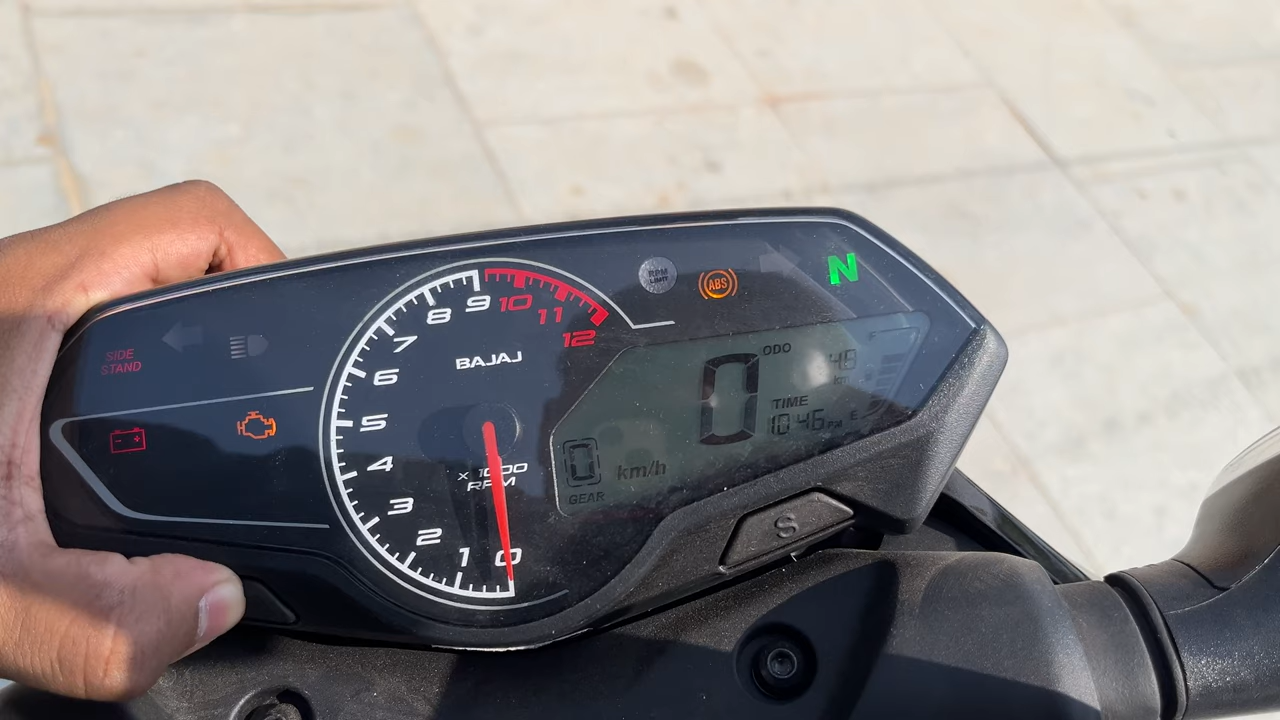 SIDE
STAND
9
10
8
11
7
12
BAJAJ
6
5
4
x 1000
RPM
3
2
1
0
RPM
LIMIT
ABS
N
0
ODO
48
km
F
TIME
10:46 PM
E
0
km/h
GEAR
S